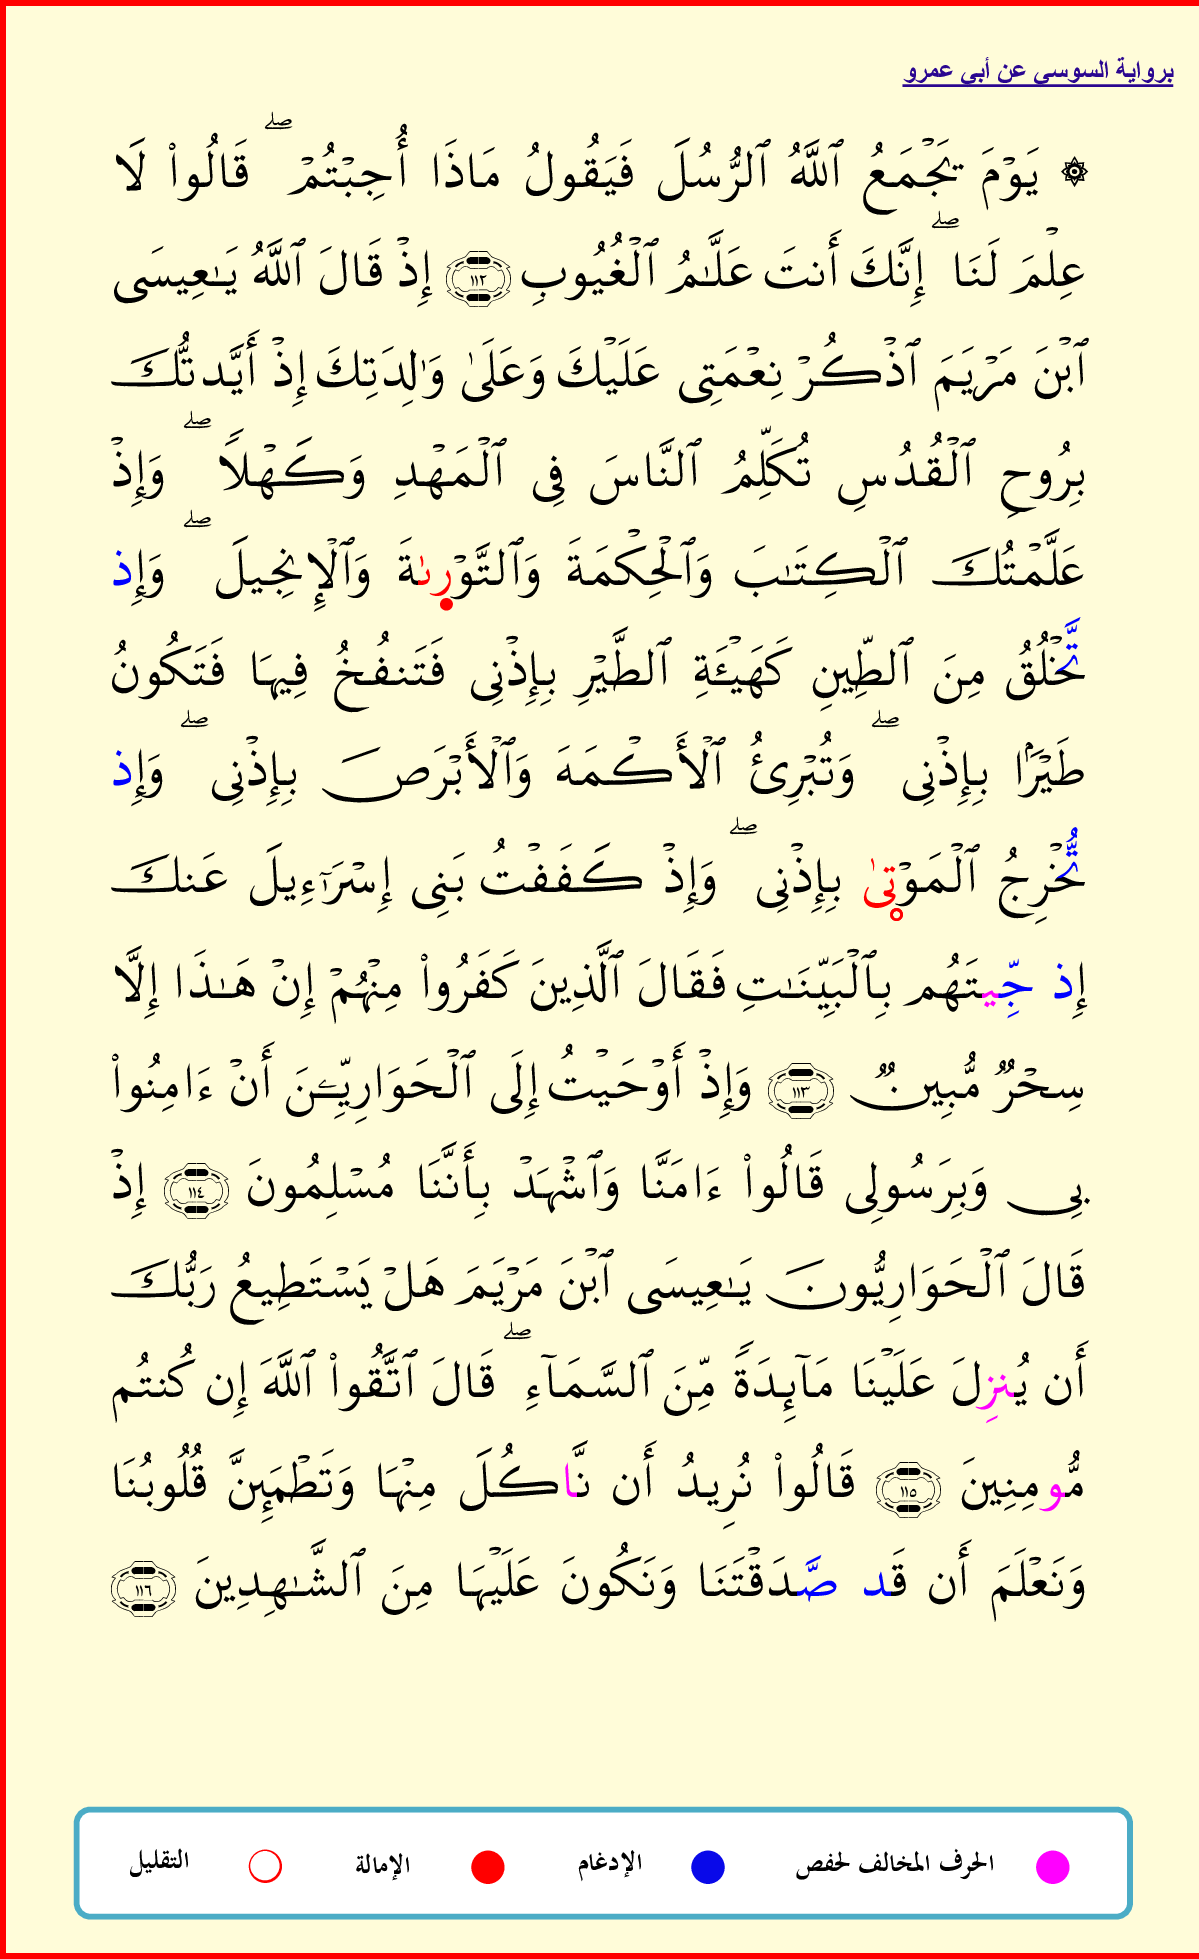 برواية السوسي عن أبي عمرو
۞ يَوۡمَ يَجۡمَعُ ٱللَّهُ ٱلرُّسُلَ فَيَقُولُ مَاذَا أُجِبۡتُمۡۖ قَالُواْ لَا
عِلۡمَ لَنَاۖ إِنَّكَ أَنتَ عَلَّٰمُ ٱلۡغُيُوبِ ١١٢ إِذۡ قَالَ ٱللَّهُ يَٰعِيسَى
ٱبۡنَ مَرۡيَمَ ٱذۡكُرۡ نِعۡمَتِي عَلَيۡكَ وَعَلَىٰ وَٰلِدَتِكَ إِذۡ أَيَّدتُّكَ
بِرُوحِ ٱلۡقُدُسِ تُكَلِّمُ ٱلنَّاسَ فِي ٱلۡمَهۡدِ وَكَهۡلٗاۖ وَإِذۡ
عَلَّمۡتُكَ ٱلۡكِتَٰبَ وَٱلۡحِكۡمَةَ وَٱلتَّوۡرىٰةَ وَٱلۡإِنجِيلَۖ وَإِذ
تَّخۡلُقُ مِنَ ٱلطِّينِ كَهَيۡـَٔةِ ٱلطَّيۡرِ بِإِذۡنِي فَتَنفُخُ فِيهَا فَتَكُونُ
طَيۡرَۢا بِإِذۡنِيۖ وَتُبۡرِئُ ٱلۡأَكۡمَهَ وَٱلۡأَبۡرَصَ بِإِذۡنِيۖ وَإِذ
تُّخۡرِجُ ٱلۡمَوۡتىٰ بِإِذۡنِيۖ وَإِذۡ كَفَفۡتُ بَنِي إِسۡرَٰٓءِيلَ عَنكَ
إِذ جِّيتَهُم بِٱلۡبَيِّنَٰتِ فَقَالَ ٱلَّذِينَ كَفَرُواْ مِنۡهُمۡ إِنۡ هَٰذَا إِلَّا
سِحۡرٞ مُّبِينٞ ١١٣ وَإِذۡ أَوۡحَيۡتُ إِلَى ٱلۡحَوَارِيِّـۧنَ أَنۡ ءَامِنُواْ
بِي وَبِرَسُولِي قَالُواْ ءَامَنَّا وَٱشۡهَدۡ بِأَنَّنَا مُسۡلِمُونَ ١١٤ إِذۡ
قَالَ ٱلۡحَوَارِيُّونَ يَٰعِيسَى ٱبۡنَ مَرۡيَمَ هَلۡ يَسۡتَطِيعُ رَبُّكَ
أَن يُنزِلَ عَلَيۡنَا مَآئِدَةٗ مِّنَ ٱلسَّمَآءِۖ قَالَ ٱتَّقُواْ ٱللَّهَ إِن كُنتُم
مُّومِنِينَ ١١٥ قَالُواْ نُرِيدُ أَن نَّاكُلَ مِنۡهَا وَتَطۡمَئِنَّ قُلُوبُنَا
وَنَعۡلَمَ أَن قَد صَّدَقۡتَنَا وَنَكُونَ عَلَيۡهَا مِنَ ٱلشَّٰهِدِينَ ١١٦
الحرف المخالف لحفص الإدغام الإمالة التقليل